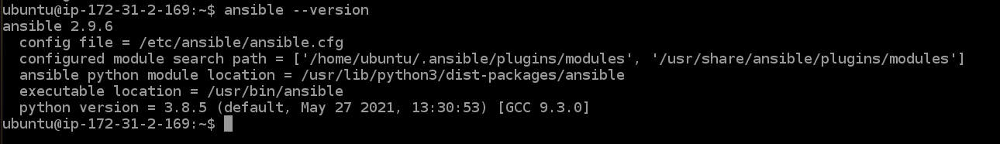 ubuntu@ip-172-31-2-169:~$ ansible --version
ansible 2.9.6
  config file = /etc/ansible/ansible.cfg
  configured module search path = ['/home/ubuntu/.ansible/plugins/modules', '/usr/share/ansible/plugins/modules']
  ansible python module location = /usr/lib/python3/dist-packages/ansible
  executable location = /usr/bin/ansible
  python version = 3.8.5 (default, May 27 2021, 13:30:53) [GCC 9.3.0]
ubuntu@ip-172-31-2-169:~$